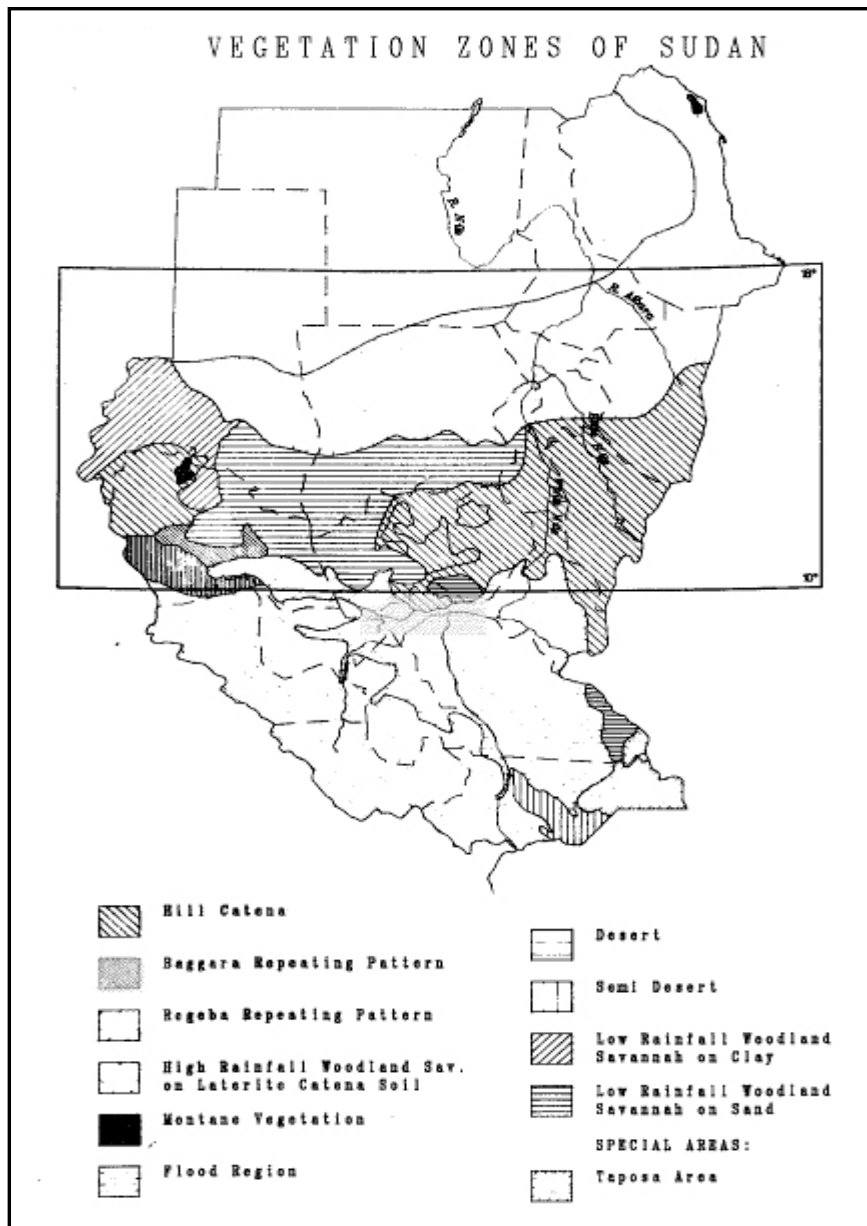 VEGETATION ZONES OF SUDAN
R. Nile
18°
R. Atbara
10°
Hill Catena
Baggara Repeating Pattern
Rogeba Repeating Pattern
High Rainfall Woodland Sav.
on Laterite Catena Soil
Montane Vegetation
Flood Region
Desert
Semi Desert
Low Rainfall Woodland
Savannah on Clay
Low Rainfall Woodland
Savannah on Sand
SPECIAL AREAS:
Taposa Area